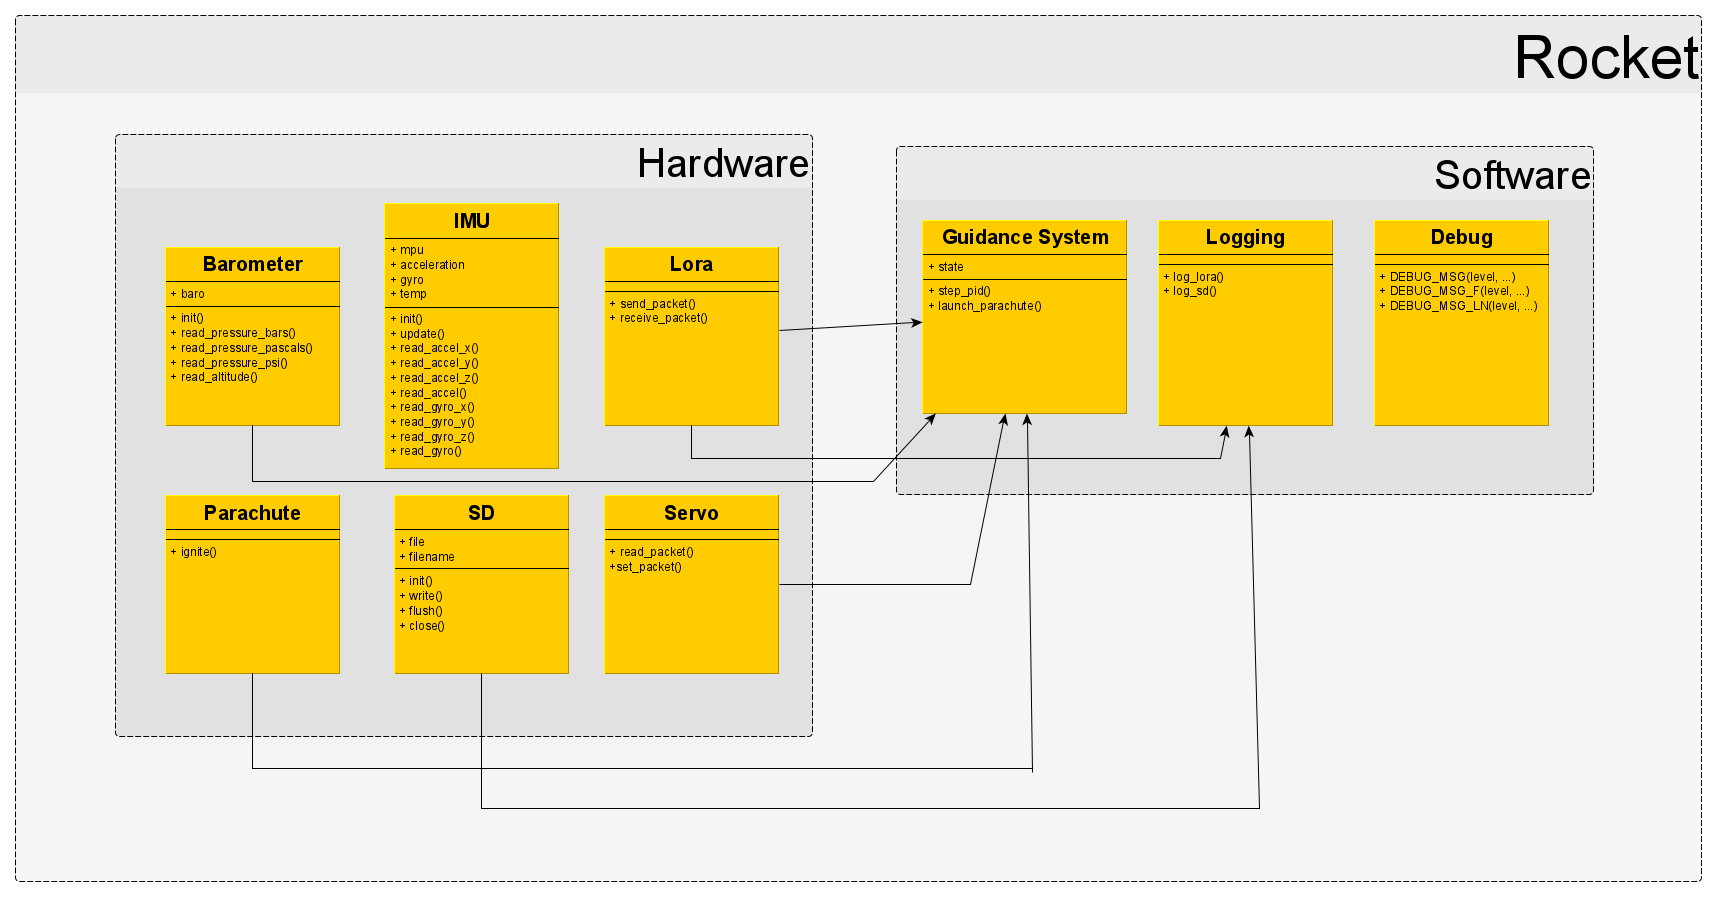 Rocket
Hardware
Barometer
+ baro
+ init()
+ read_pressure_bars()
+ read_pressure_pascals()
+ read_pressure_psi()
+ read_altitude()
IMU
+ mpu
+ acceleration
+ gyro
+ temp
+ init()
+ update()
+ read_accel_x()
+ read_accel_y()
+ read_accel_z()
+ read_accel()
+ read_gyro_x()
+ read_gyro_y()
+ read_gyro_z()
+ read_gyro()
Lora
+ send_packet()
+ receive_packet()
Parachute
+ ignite()
SD
+ file
+ filename
+ init()
+ write()
+ flush()
+ close()
Servo
+ read_packet()
+set_packet()
Software
Guidance System
+ state
+ step_pid()
+ launch_parachute()
Logging
+ log_lora()
+ log_sd()
Debug
+ DEBUG_MSG(level, ...)
+ DEBUG_MSG_F(level, ...)
+ DEBUG_MSG_LN(level, ...)